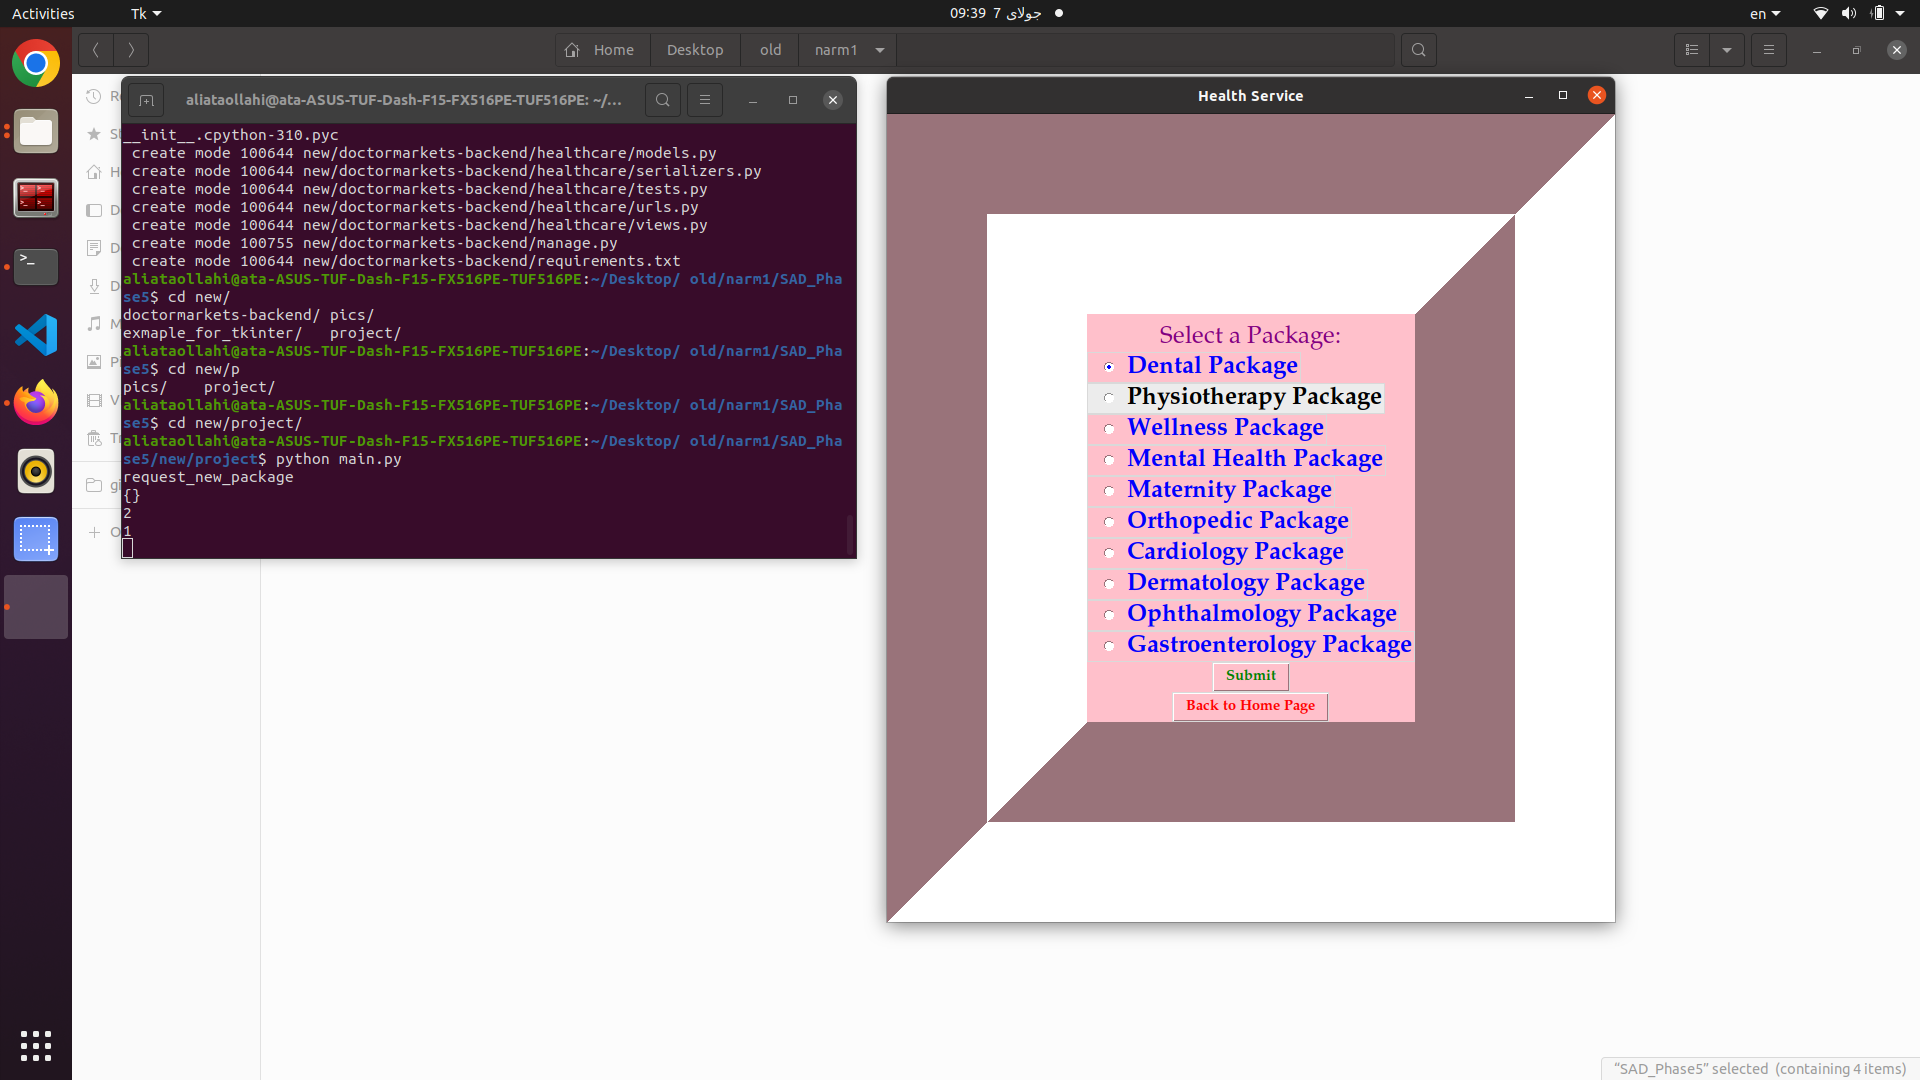 Activities
Tk
09:39 7 جولای
en
Home
Desktop
old
narm1
aliataollahi@ata-ASUS-TUF-Dash-F15-FX516PE-TUF516PE: ~/...
__init__.cpython-310.pyc
create mode 100644 new/doctormarkets-backend/healthcare/models.py
create mode 100644 new/doctormarkets-backend/healthcare/serializers.py
create mode 100644 new/doctormarkets-backend/healthcare/tests.py
create mode 100644 new/doctormarkets-backend/healthcare/urls.py
create mode 100644 new/doctormarkets-backend/healthcare/views.py
create mode 100755 new/doctormarkets-backend/manage.py
create mode 100644 new/doctormarkets-backend/requirements.txt
aliataollahi@ata-ASUS-TUF-Dash-F15-FX516PE-TUF516PE:~/Desktop/ old/narm1/SAD_Pha
se5$ cd new/
doctormarkets-backend/ pics/
exmaple_for_tkinter/   project/
aliataollahi@ata-ASUS-TUF-Dash-F15-FX516PE-TUF516PE:~/Desktop/ old/narm1/SAD_Pha
se5$ cd new/p
pics/    project/
aliataollahi@ata-ASUS-TUF-Dash-F15-FX516PE-TUF516PE:~/Desktop/ old/narm1/SAD_Pha
se5$ cd new/project/
aliataollahi@ata-ASUS-TUF-Dash-F15-FX516PE-TUF516PE:~/Desktop/ old/narm1/SAD_Pha
se5/new/project$ python main.py
request_new_package
{}
2
1
Health Service
Select a Package:
Dental Package
Physiotherapy Package
Wellness Package
Mental Health Package
Maternity Package
Orthopedic Package
Cardiology Package
Dermatology Package
Ophthalmology Package
Gastroenterology Package
Submit
Back to Home Page
"SAD_Phase5" selected (containing 4 items)